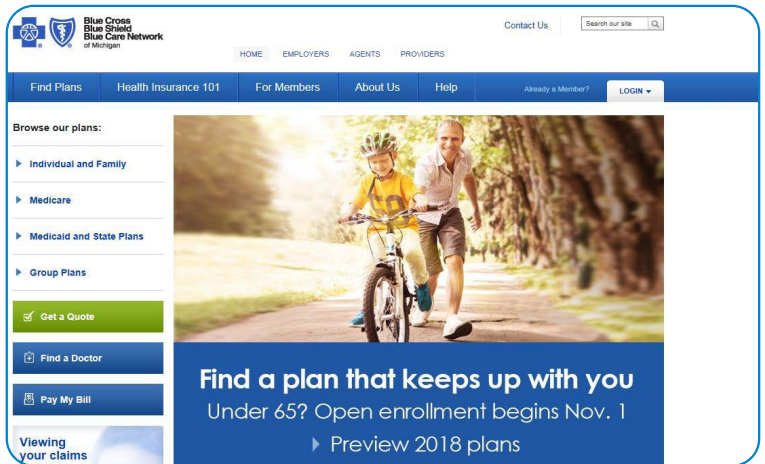 Blue Cross
Blue Shield
Blue Care Network
of Michigan
Contact Us
Search our site
HOME EMPLOYERS AGENTS PROVIDERS
Find Plans Health Insurance 101 For Members About Us Help Already a Member? LOGIN
Browse our plans:
Individual and Family
Medicare
Medicaid and State Plans
Group Plans
Get a Quote
Find a Doctor
Pay My Bill
Viewing
your claims
Find a plan that keeps up with you
Under 65? Open enrollment begins Nov. 1
Preview 2018 plans